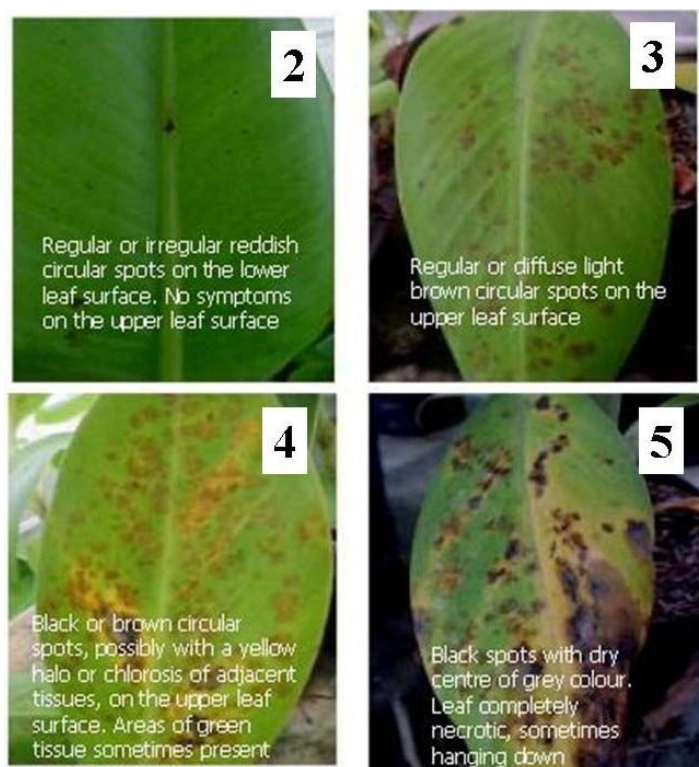 2
Regular or irregular reddish
circular spots on the lower
leaf surface. No symptoms
on the upper leaf surface
3
Regular or diffuse light
brown circular spots on the
upper leaf surface
4
Black or brown circular
spots, possibly with a yellow
halo or chlorosis of adjacent
tissues, on the upper leaf
surface. Areas of green
tissue sometimes present
5
Black spots with dry
centre of grey colour.
Leaf completely
necrotic, sometimes
hanging down